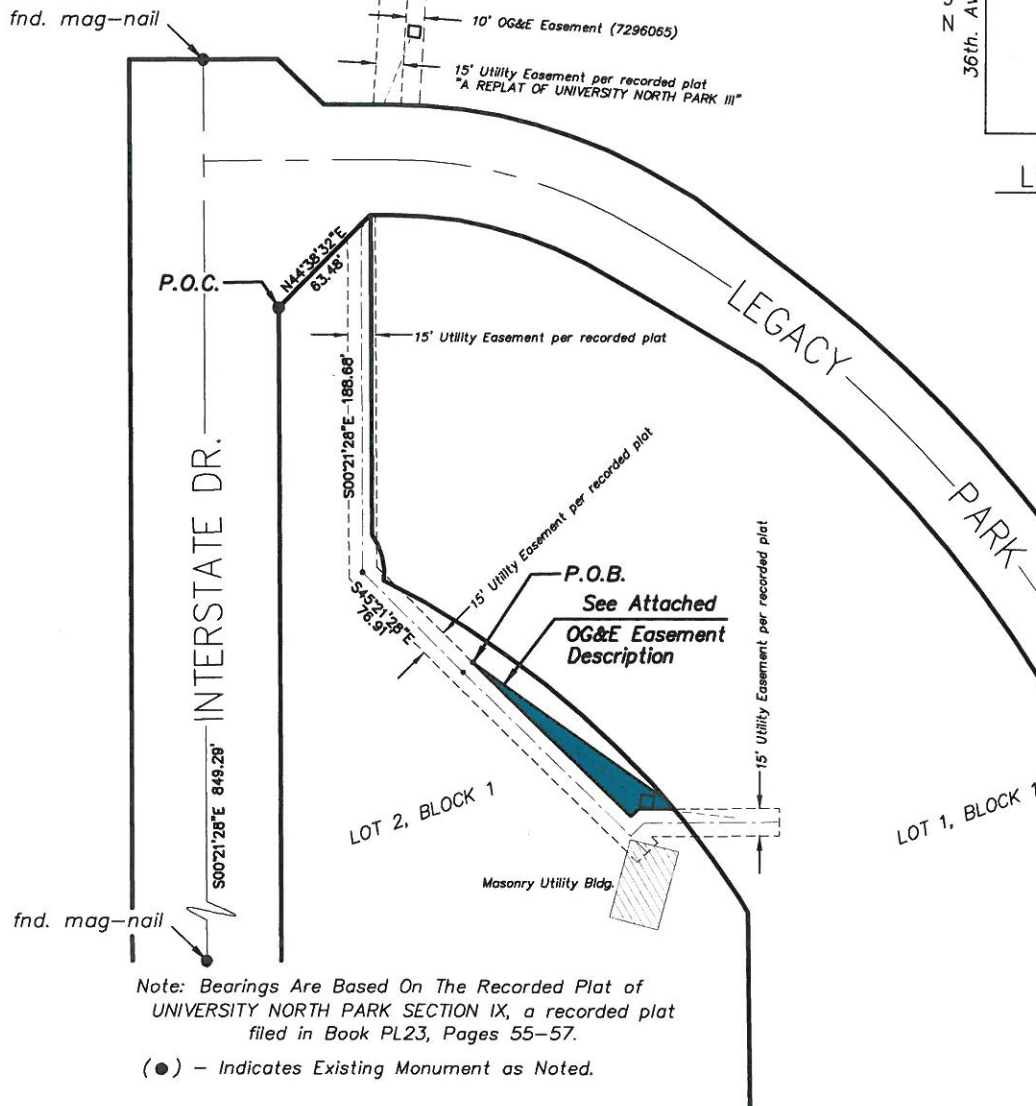 fnd. mag-nail
10' OG&E Easement (7296065)
15' Utility Easement per recorded plat
"A REPLAT OF UNIVERSITY NORTH PARK III"
N
36th. Av
L
P.O.C.
N44°38'32"E
63.48'
15' Utility Easement per recorded plat
LEGACY
PARK
S00°21'28"E 188.68'
INTERSTATE DR.
S00°21'28"E 849.29'
15' Utility Easement per recorded plat
S45°21'28"E
76.91'
P.O.B.
See Attached
OG&E Easement
Description
15' Utility Easement per recorded plat
LOT 2, BLOCK 1
LOT 1, BLOCK 1
Masonry Utility Bldg.
fnd. mag-nail
Note: Bearings Are Based On The Recorded Plat of
UNIVERSITY NORTH PARK SECTION IX, a recorded plat
filed in Book PL23, Pages 55-57.
(●) - Indicates Existing Monument as Noted.